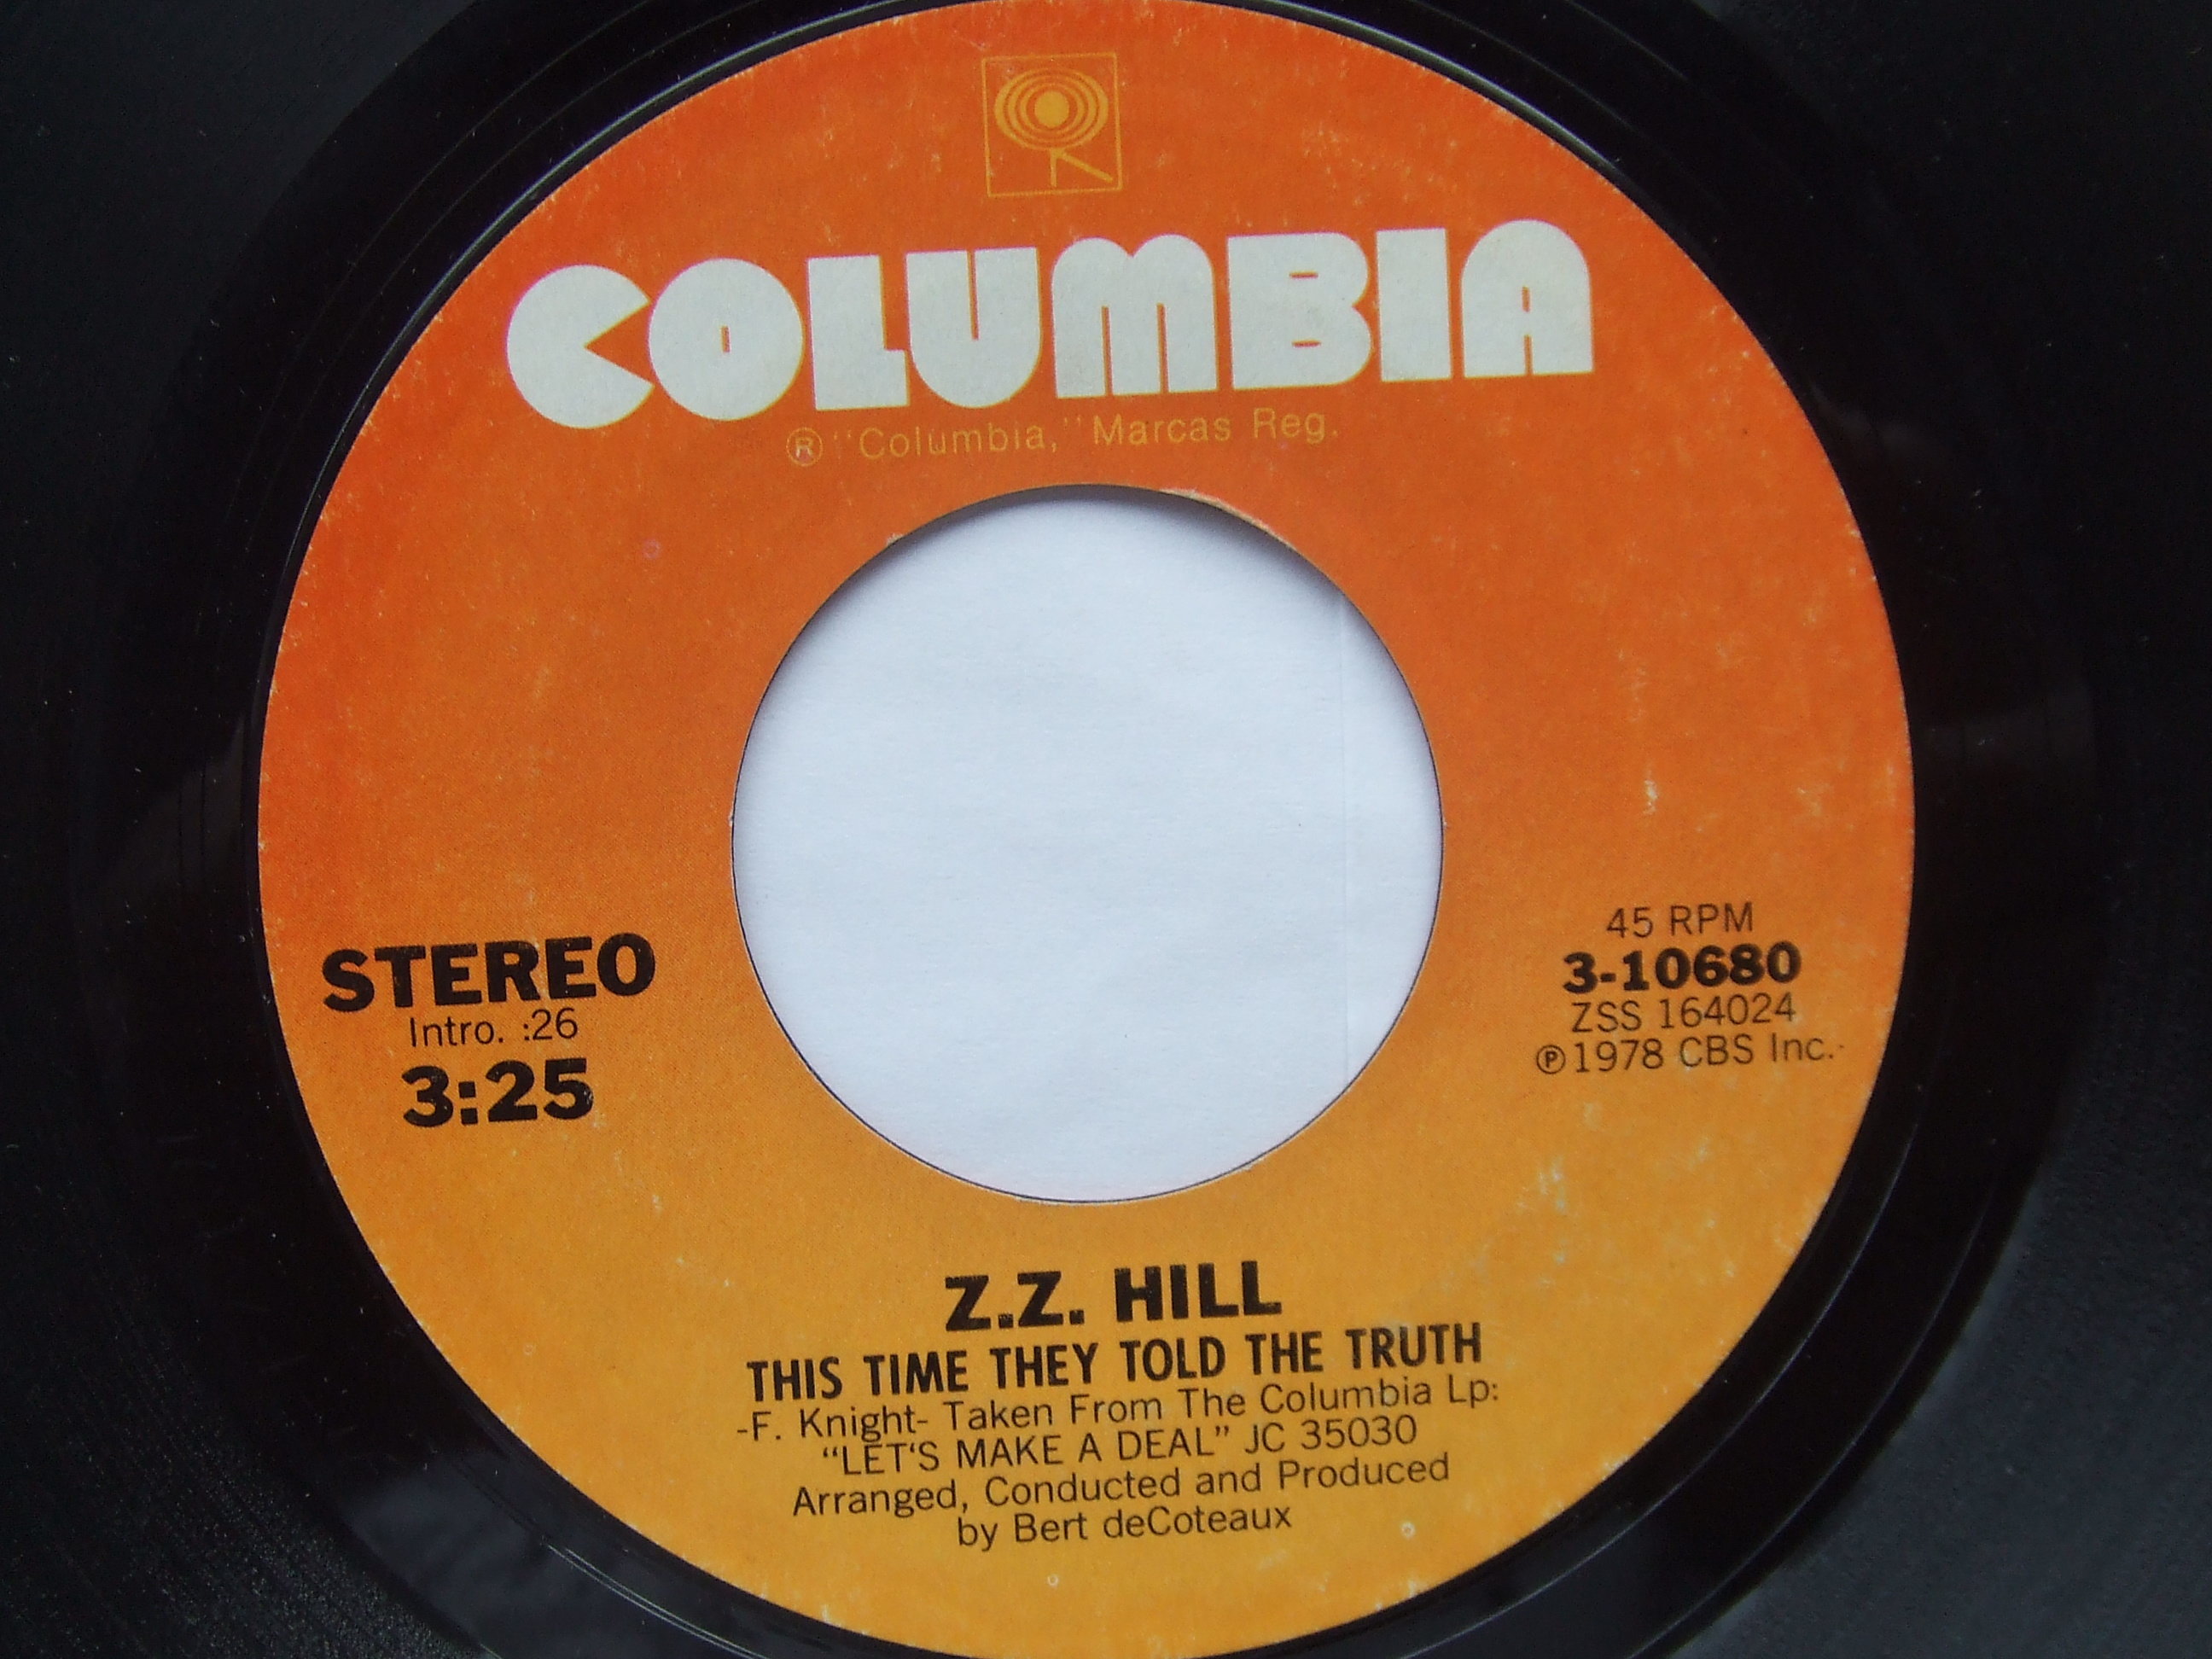 COLUMBIA
® "Columbia," Marcas Reg.
STEREO
Intro. :26
3:25
45 RPM
3-10680
ZSS 164024
℗1978 CBS Inc.
Z.Z. HILL
THIS TIME THEY TOLD THE TRUTH
-F. Knight- Taken From The Columbia Lp:
“LET‘S MAKE A DEAL” JC 35030
Arranged, Conducted and Produced
by Bert deCoteaux